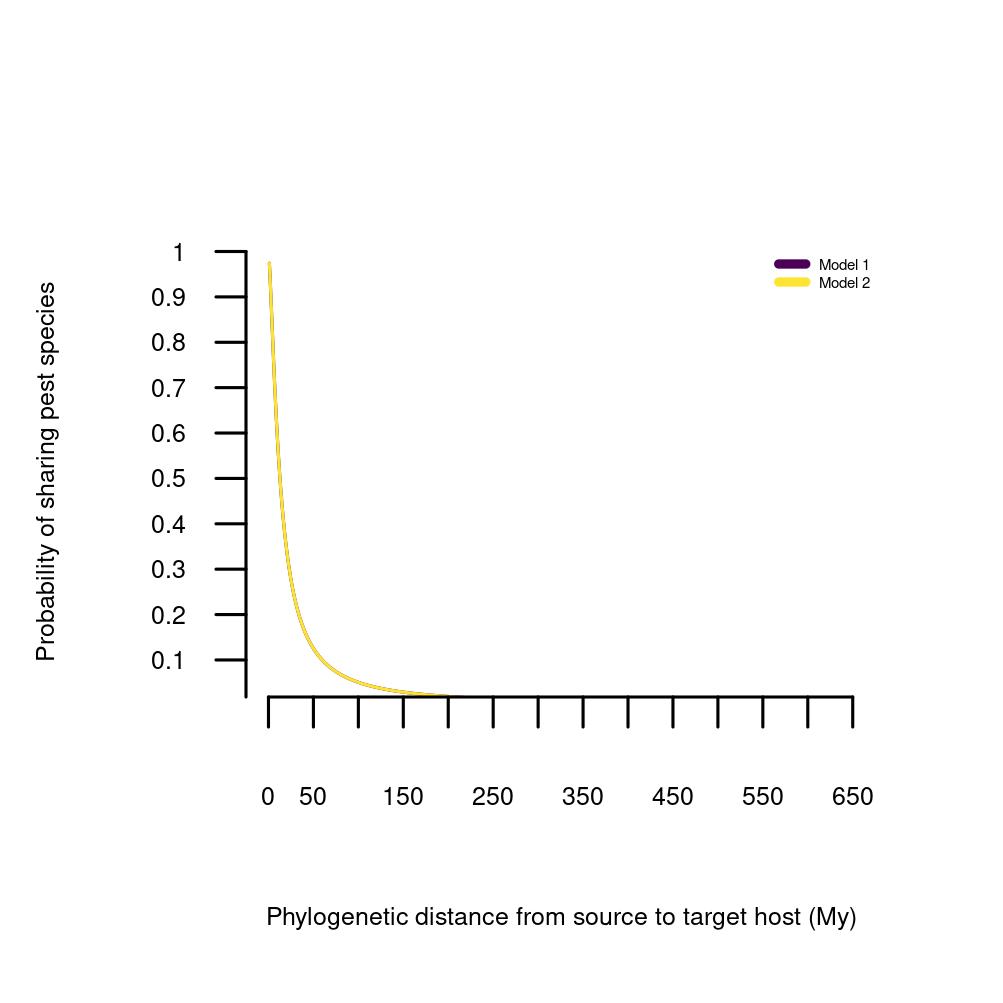 Probability of sharing pest species
1
0.9
0.8
0.7
0.6
0.5
0.4
0.3
0.2
0.1
Model 1
Model 2
0 50 150 250 350 450 550 650
Phylogenetic distance from source to target host (My)